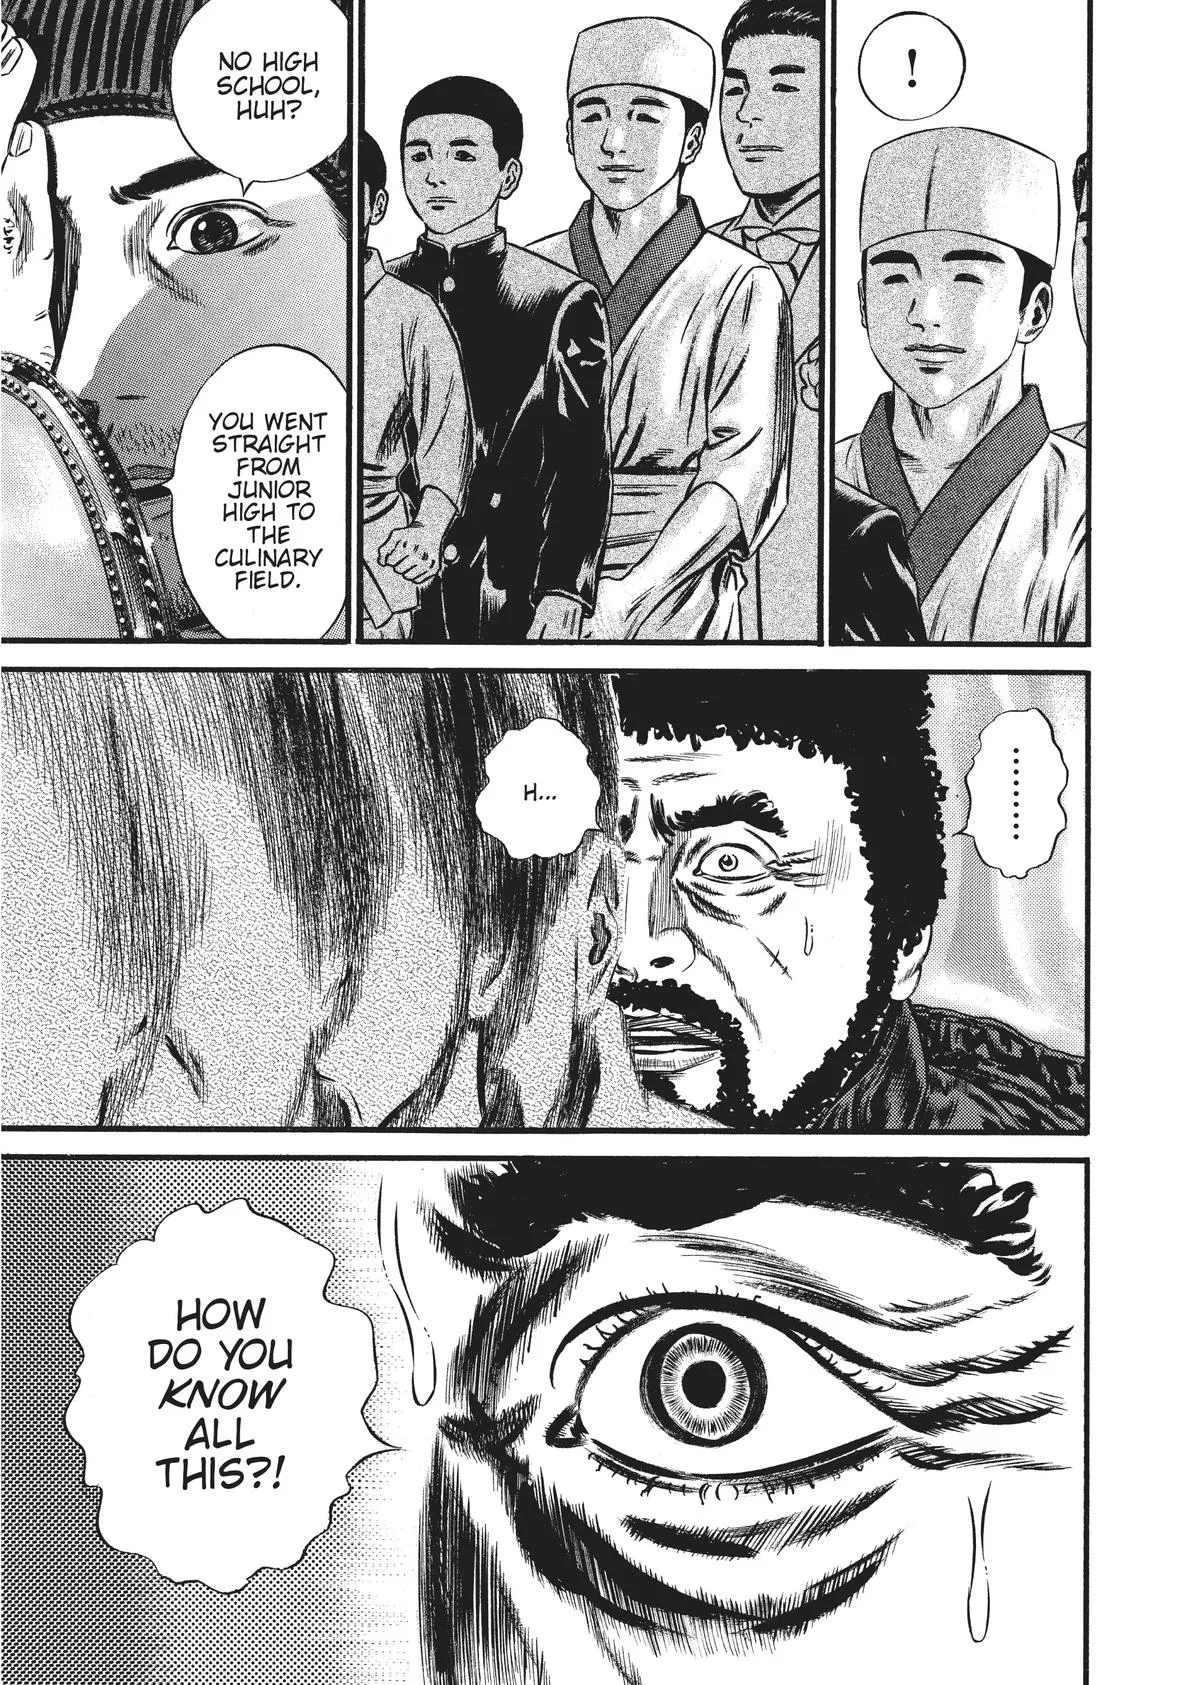 !
NO HIGH
SCHOOL,
HUH?
YOU WENT
STRAIGHT
FROM
JUNIOR
HIGH TO
THE
CULINARY
FIELD.
.........
H...
HOW
DO YOU
KNOW
ALL
THIS?!